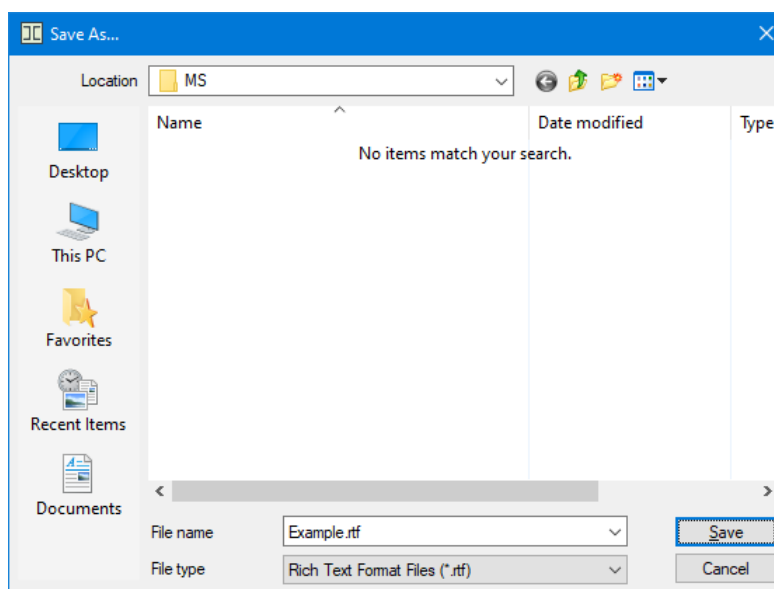 Save As...
Location MS
Name Date modified Type
No items match your search.
Desktop
This PC
Favorites
Recent Items
Documents
File name Example.rtf Save
File type Rich Text Format Files (*.rtf) Cancel